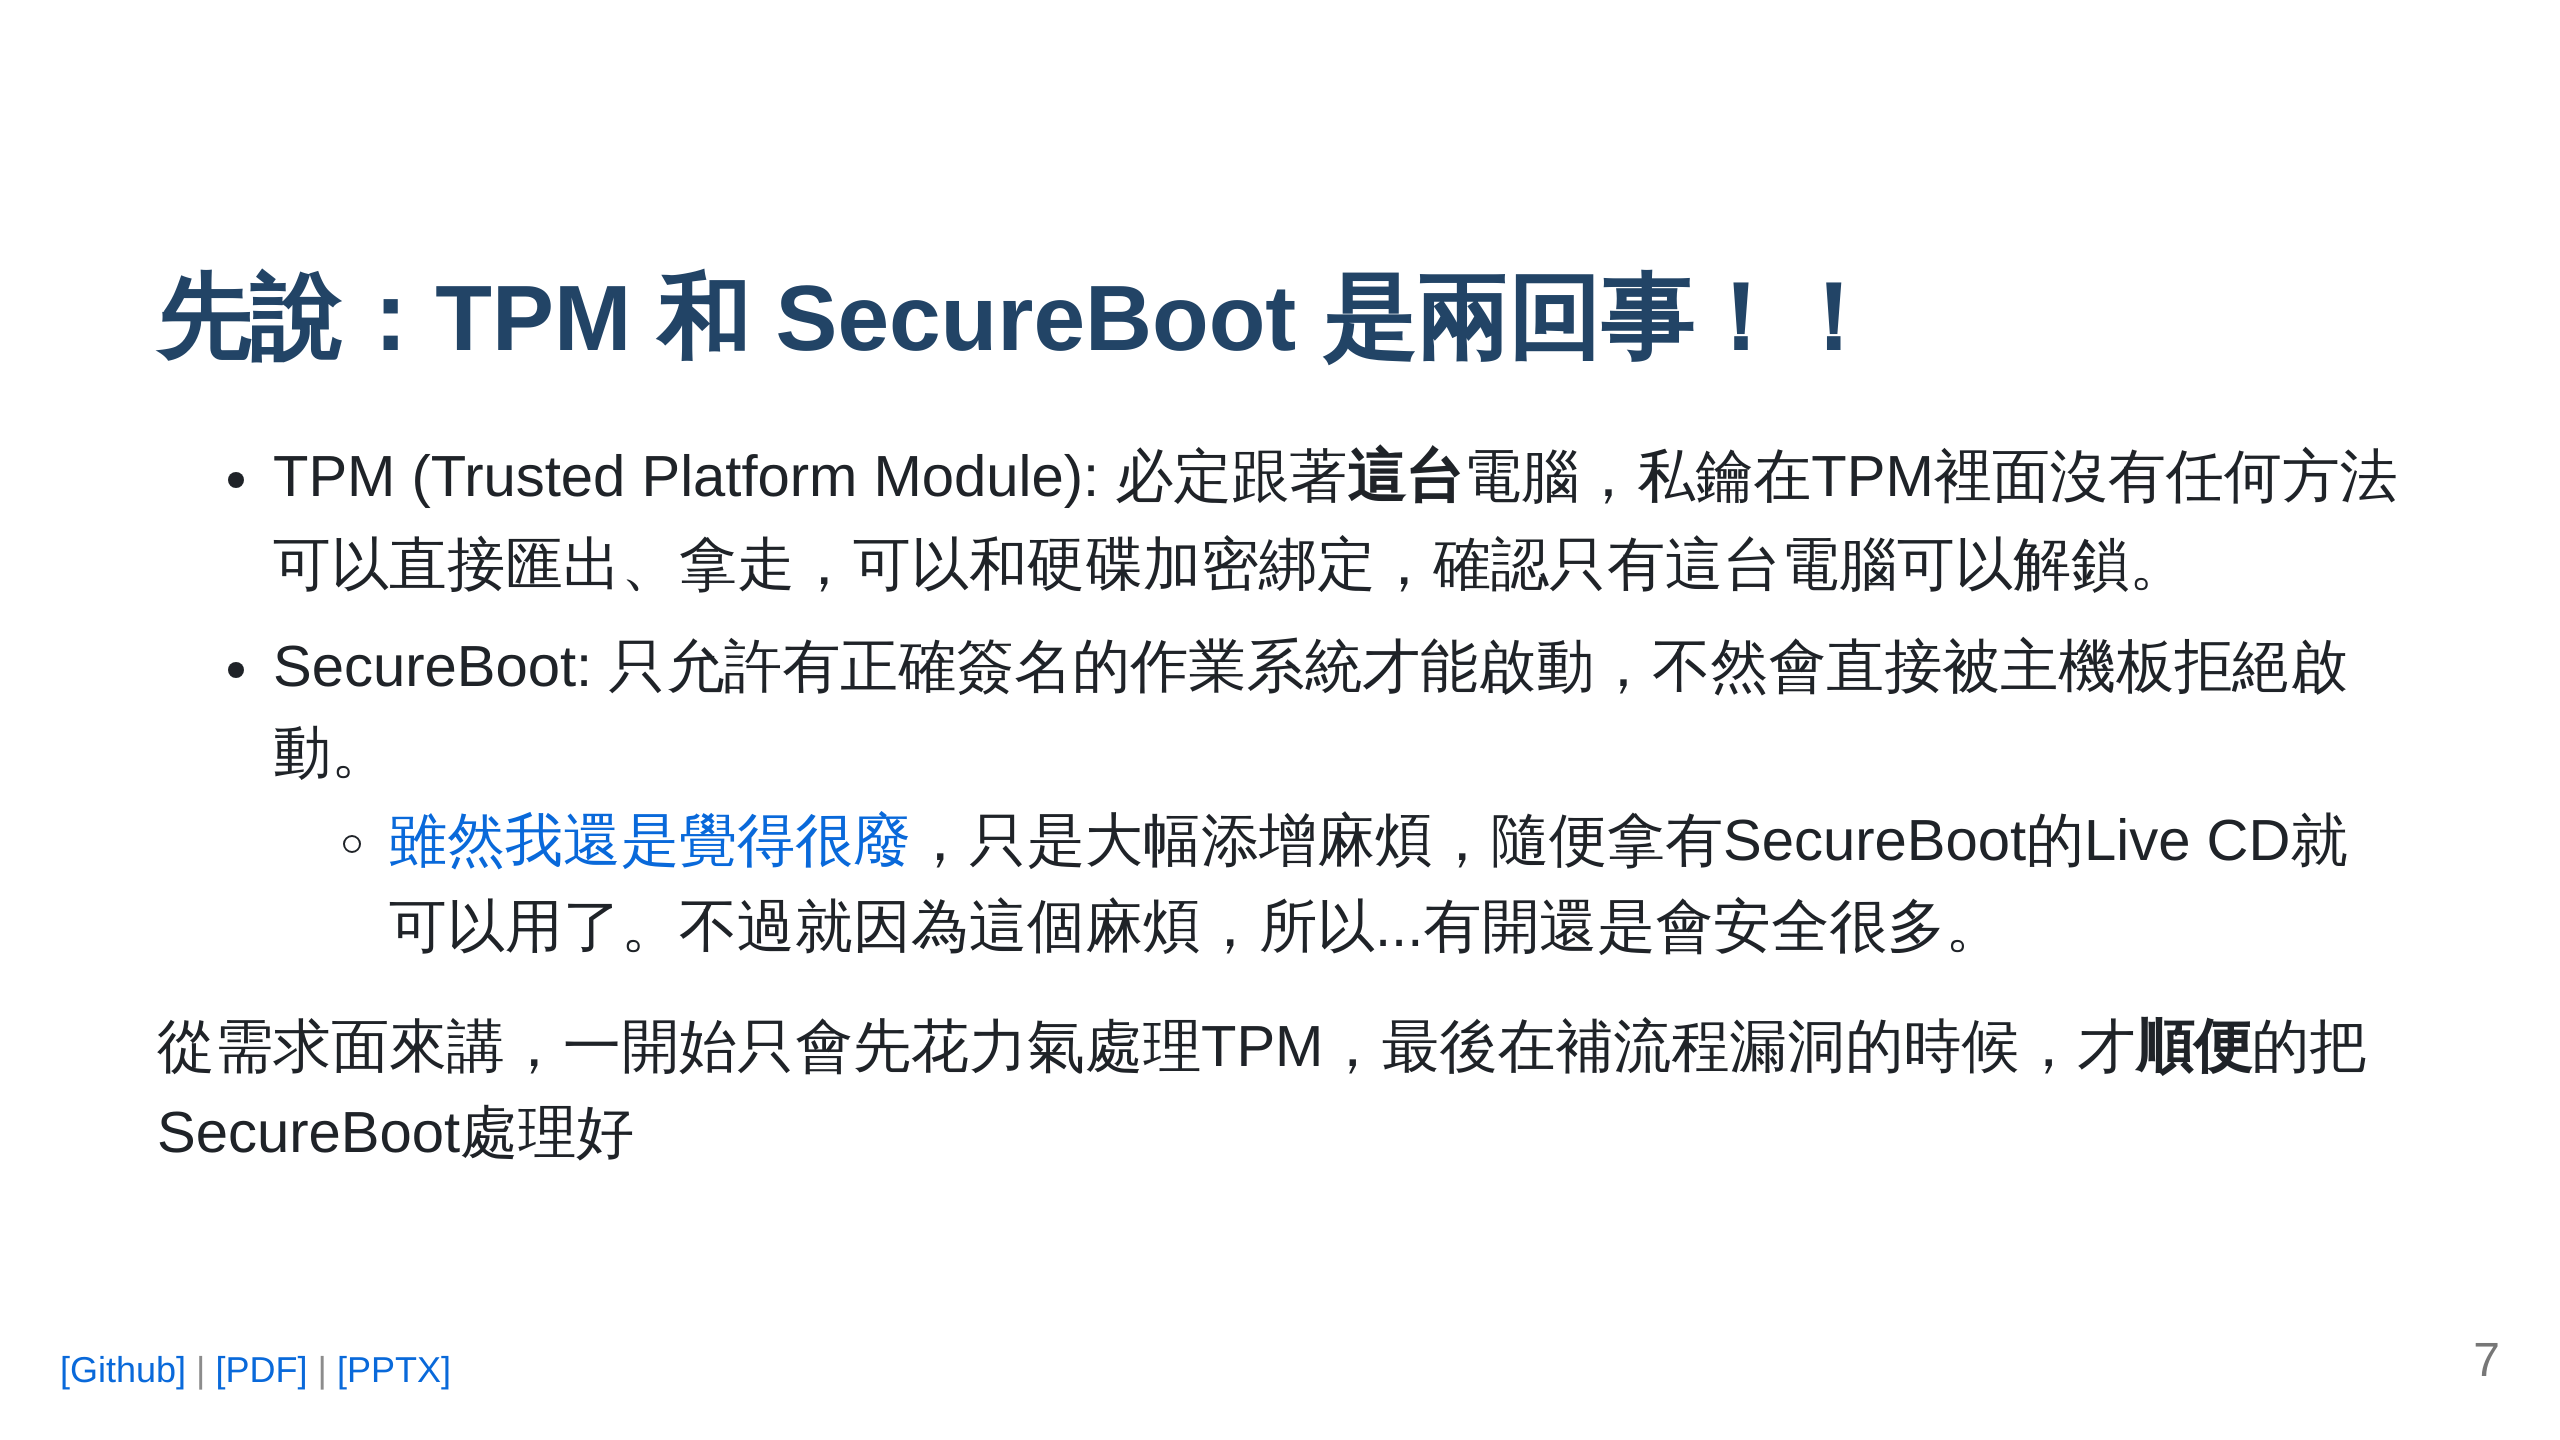 先說：TPM 和 SecureBoot 是兩回事！！
• TPM (Trusted Platform Module): 必定跟著這台電腦，私鑰在TPM裡面沒有任何方法
可以直接匯出、拿走，可以和硬碟加密綁定，確認只有這台電腦可以解鎖。
• SecureBoot: 只允許有正確簽名的作業系統才能啟動，不然會直接被主機板拒絕啟
動。
○ 雖然我還是覺得很廢，只是大幅添增麻煩，隨便拿有SecureBoot的Live CD就
可以用了。不過就因為這個麻煩，所以...有開還是會安全很多。
從需求面來講，一開始只會先花力氣處理TPM，最後在補流程漏洞的時候，才順便的把
SecureBoot處理好
[Github] | [PDF] | [PPTX]
7